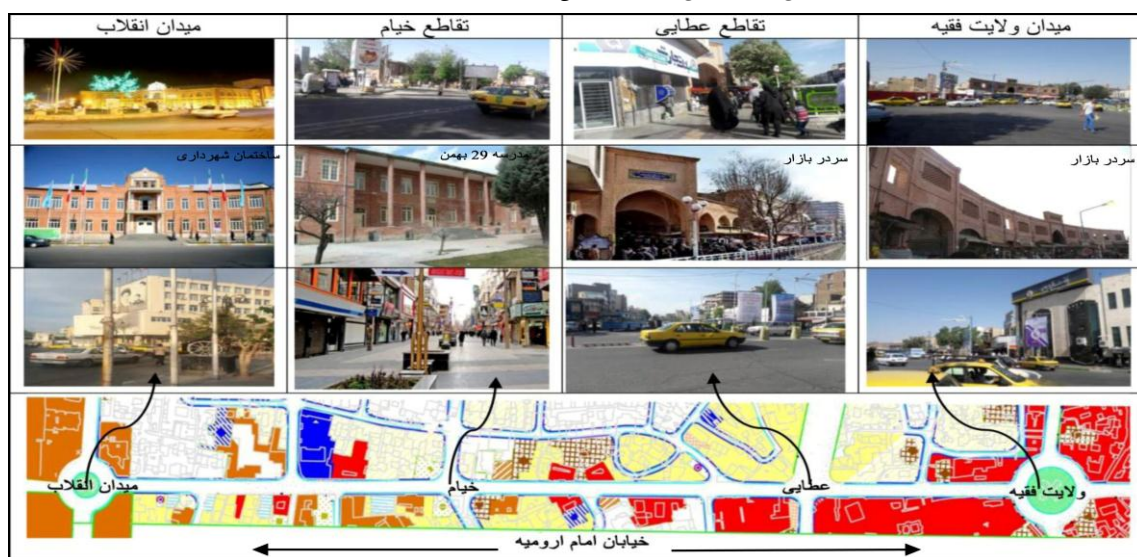 میدان ولایت فقیه
تقاطع عطایی
تقاطع خیام
میدان انقلاب
سردر بازار
سردر بازار
مدرسه 29 بهمن
ساختمان شهرداری
ولایت فقیه
عطایی
خیام
میدان انقلاب
خیابان امام ارومیه